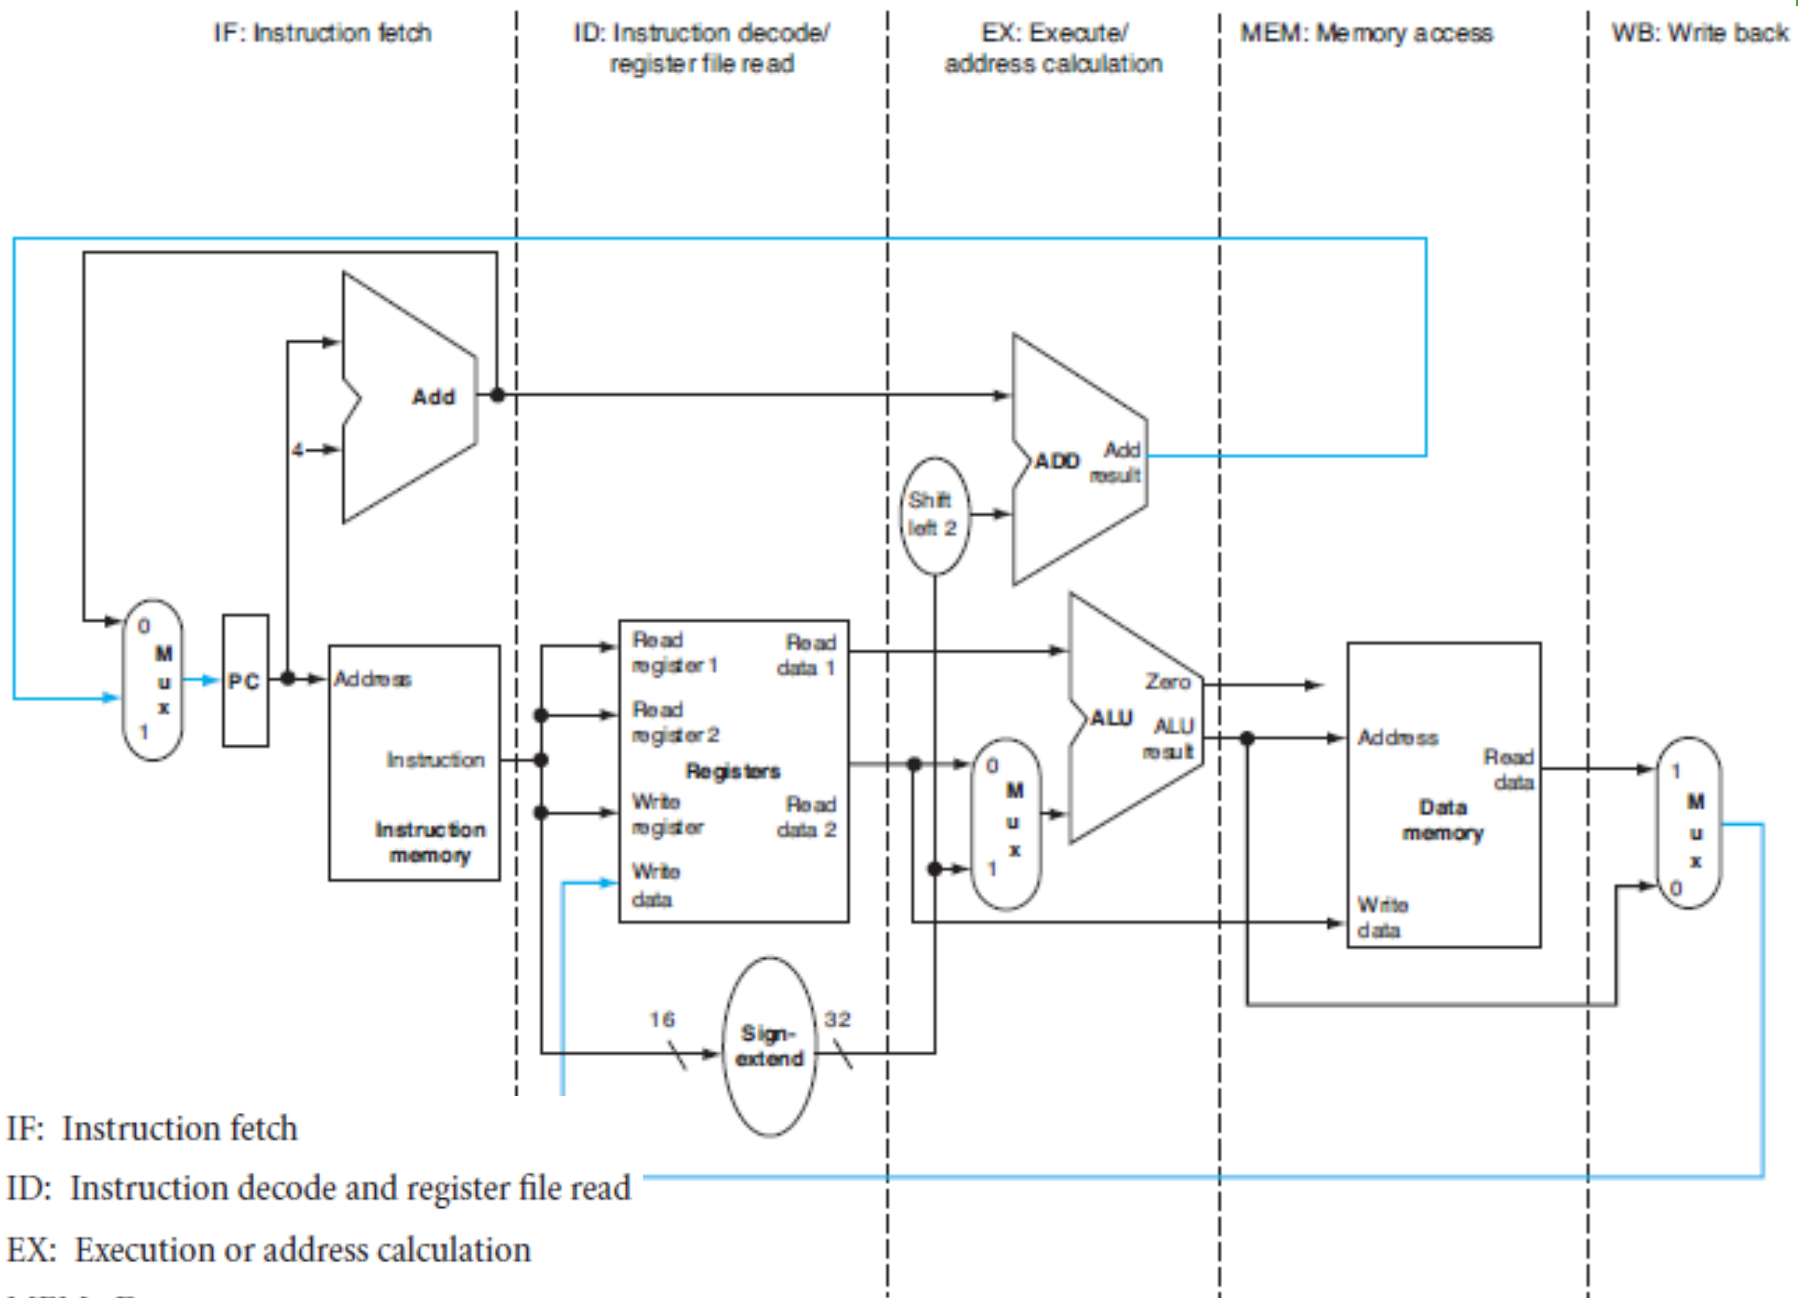 IF: Instruction fetch
ID: Instruction decode/
register file read
EX: Execute/
address calculation
MEM: Memory access
WB: Write back
Add
4
ADD
Add
result
Shift
left 2
0
M
u
x
1
PC
Address
Instruction
Instruction
memory
Read
register 1
Read
data 1
Read
register 2
Registers
Write
register
Read
data 2
Write
data
16
Sign-
extend
32
0
M
u
x
1
Zero
ALU
ALU
result
Address
Read
data
Data
memory
Write
data
1
M
u
x
0
IF: Instruction fetch
ID: Instruction decode and register file read
EX: Execution or address calculation